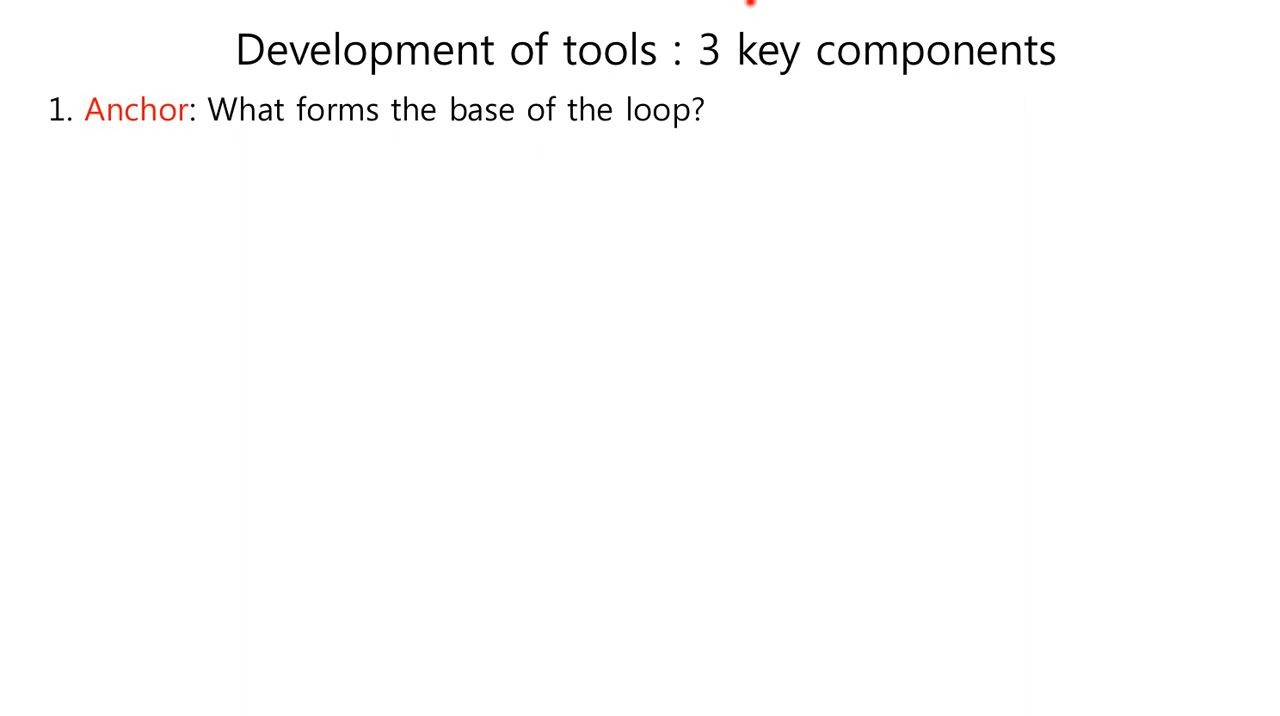 Development of tools : 3 key components
1. Anchor: What forms the base of the loop?